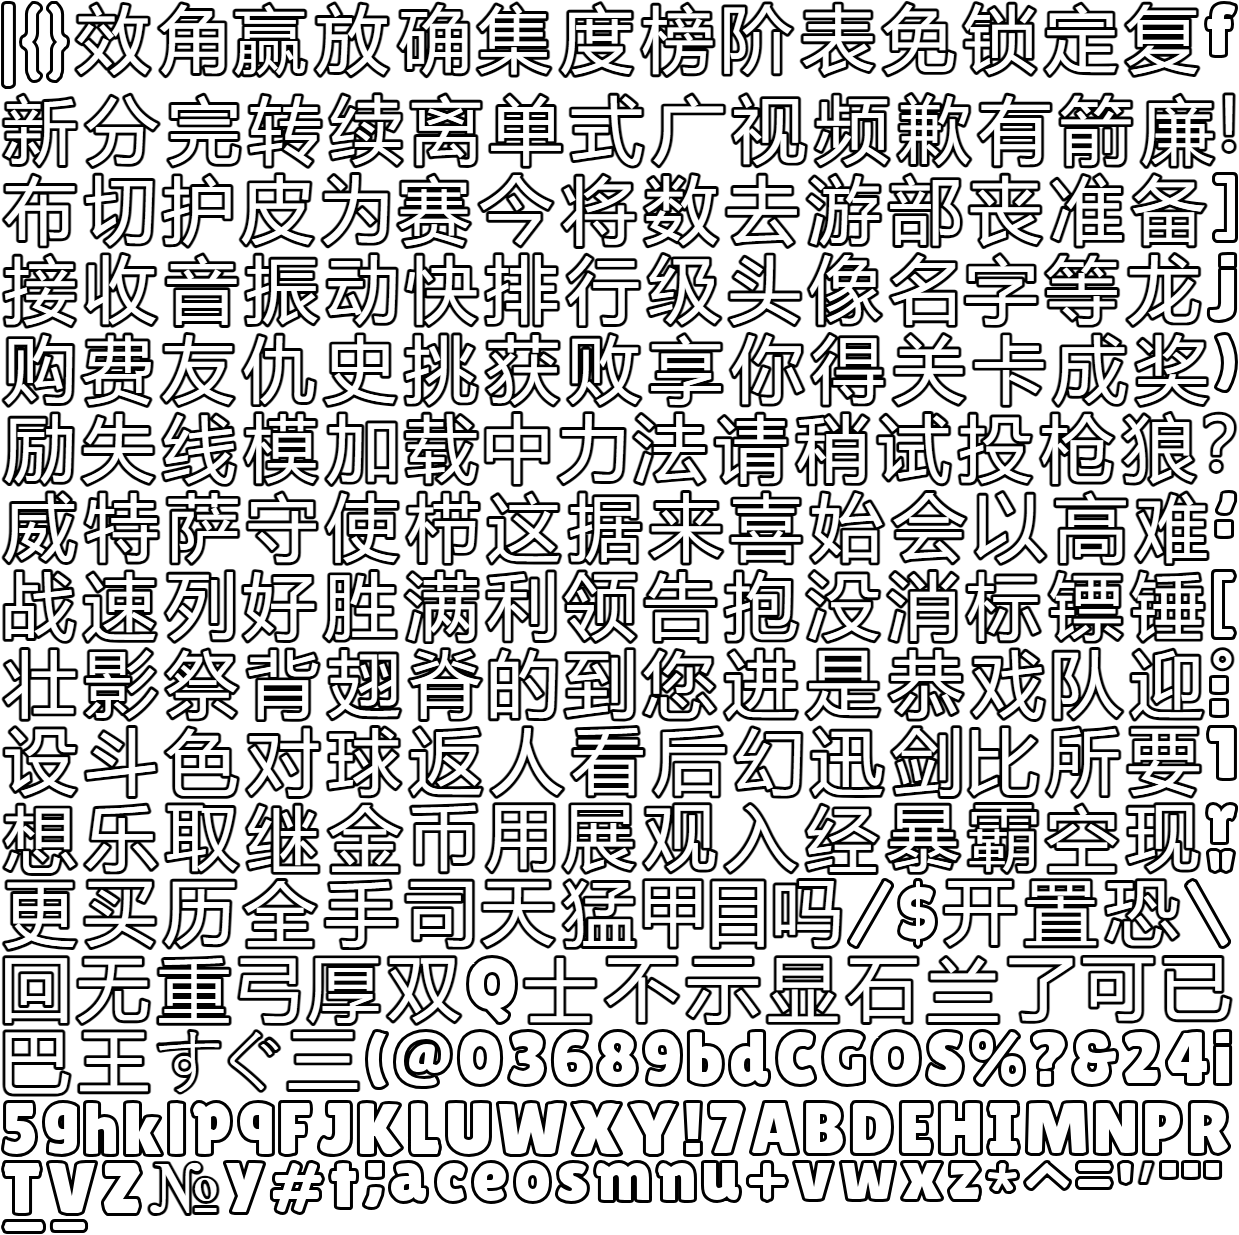 |{}效角赢放确集度榜阶表免锁定复f
新分完转续离单式广视频歉有箭廉!
布切护皮为赛今将数去游部丧准备]
接收音振动快排行级头像名字等龙j
购费友仇史挑获败享你得关卡成奖)
励失线模加载中力法请稍试投枪狼?
威特萨守使栉这据来喜始会以高难;
战速列好胜满利领告抱没消标镖锤[
壮影祭背翅脊的到您进是恭戏队迎:
设斗色对球返人看后幻迅剑比所要1
想乐取继金币用展观入经暴霸空现r"
更买历全手司天猛甲目吗/$开置恐\
回无重弓厚双Q士不示显石兰了可已
巴王すぐ三(@03689bdCGOS%?&24i
5ghklpqFJKLUWXY!7ABDEHIMNPR
TVZ№y#t;aceosmnu+vwxz*^='"…